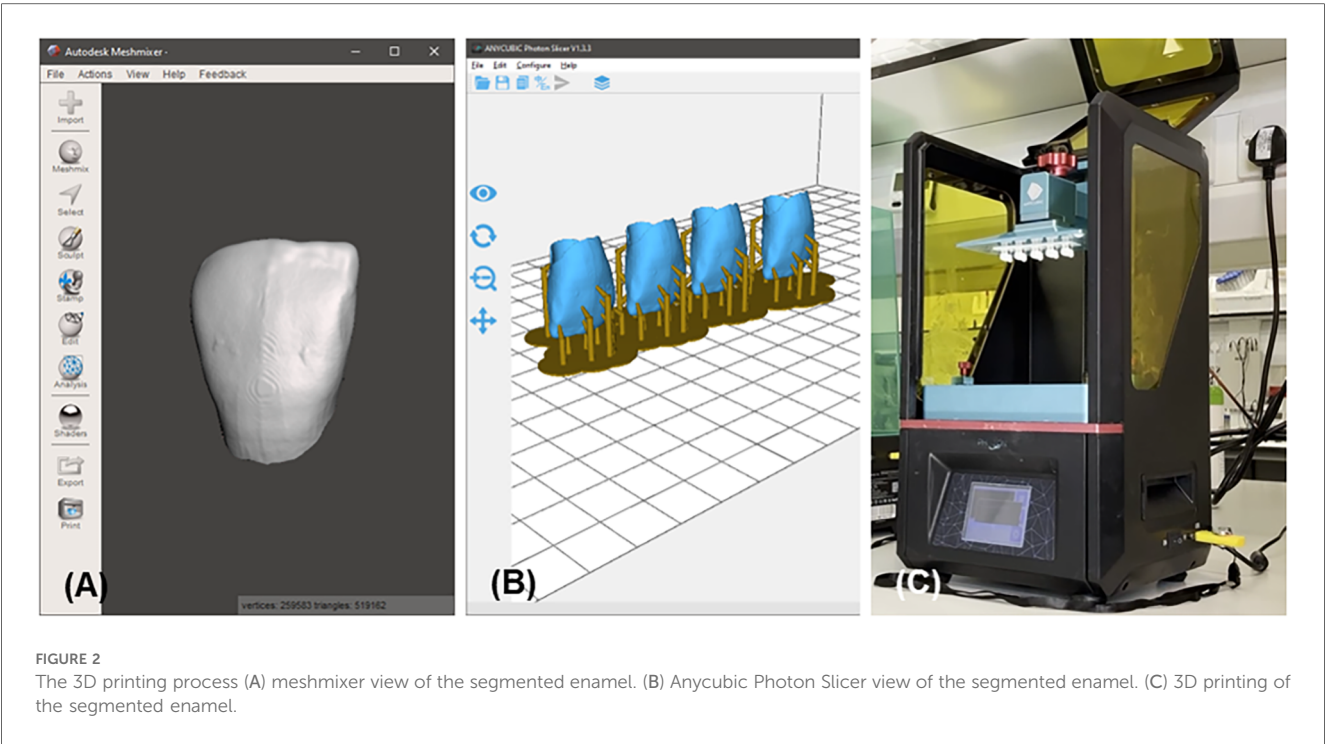 Autodesk Meshmixer -
File Actions View Help Feedback
Import
Meshmix
Select
Sculpt
Stamp
Edit
Analysis
Shaders
Export
Print
(A)
vertices: 259583 triangles: 519162
ANYCUBIC Photon Slicer V1.3.3
File Edit Configure Help
(B)
(C)
FIGURE 2
The 3D printing process (A) meshmixer view of the segmented enamel. (B) Anycubic Photon Slicer view of the segmented enamel. (C) 3D printing of
the segmented enamel.